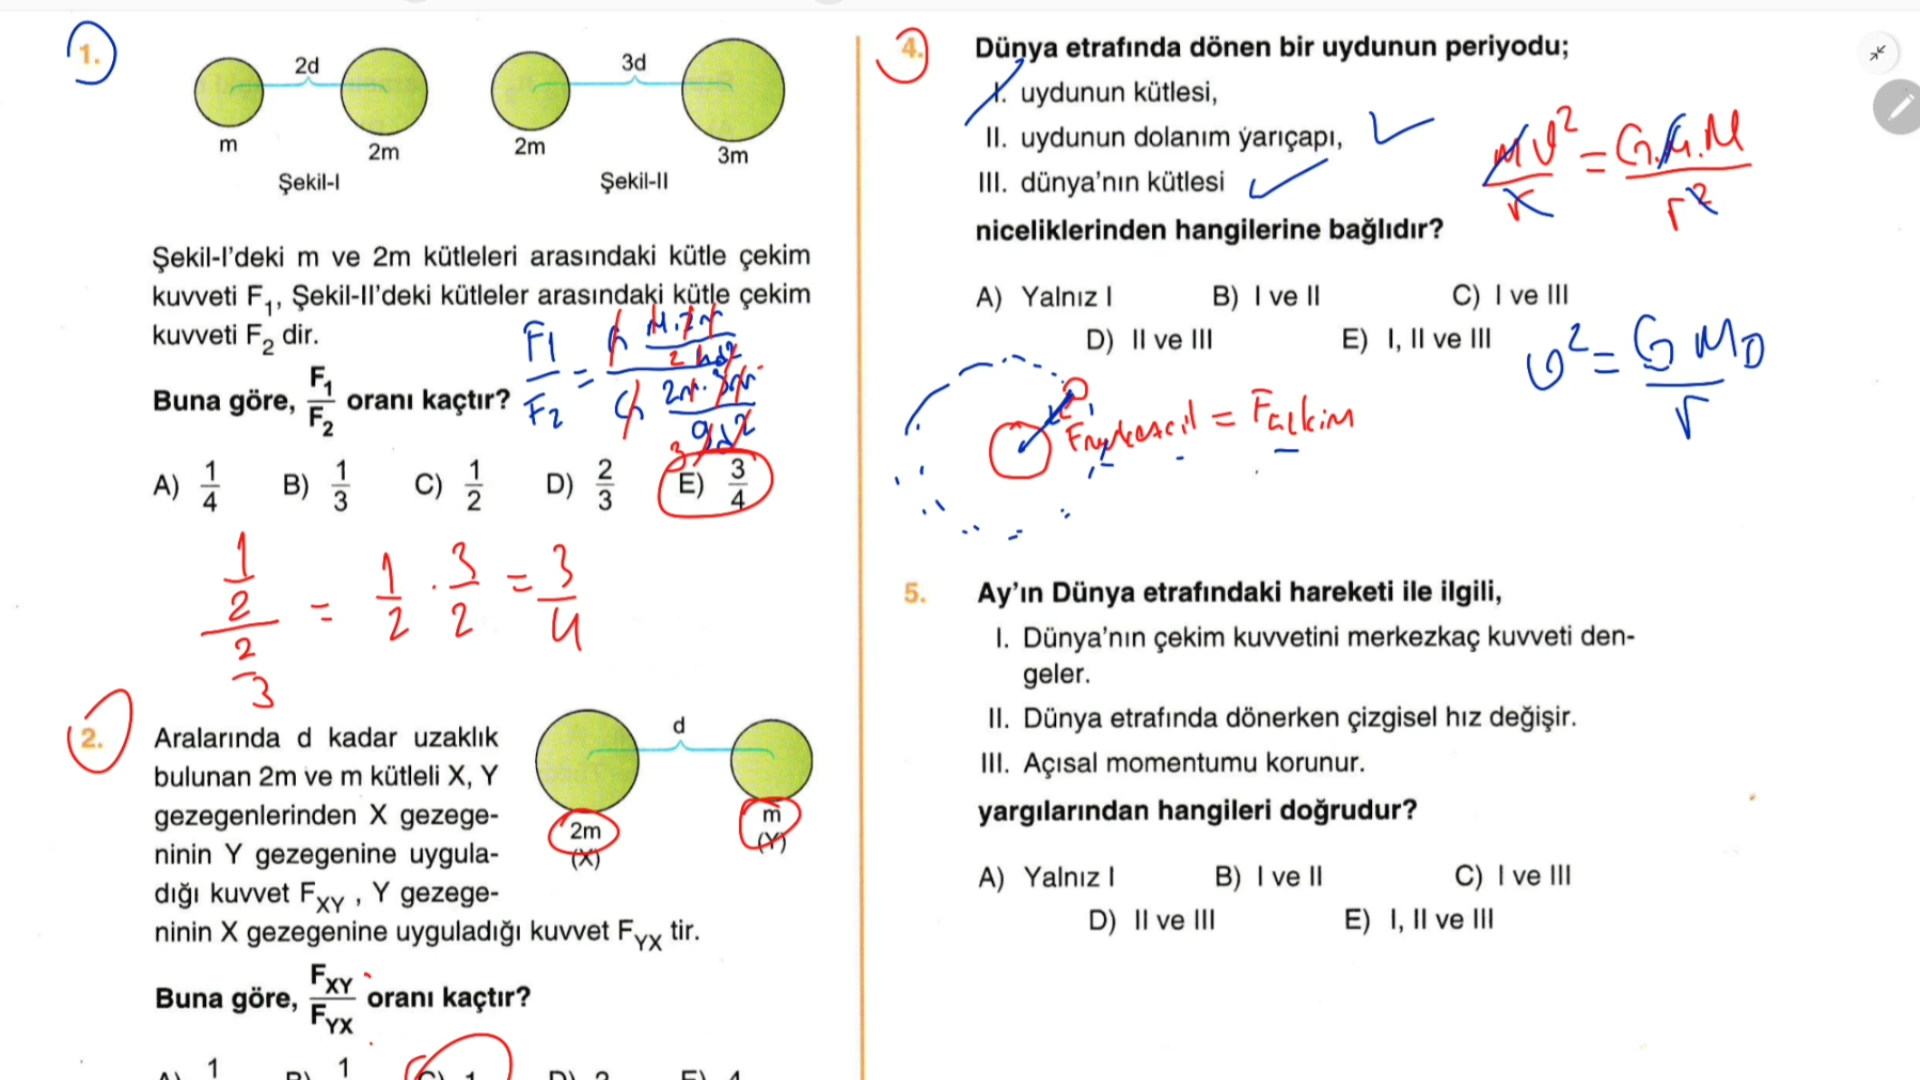 1.
2d
m
2m
Şekil-I
3d
2m
3m
Şekil-II
Şekil-I'deki m ve 2m kütleleri arasındaki kütle çekim
kuvveti F₁, Şekil-II'deki kütleler arasındaki kütle çekim
kuvveti F₂ dir.
Buna göre, F₁/F₂ oranı kaçtır?
F1/F2 =
A) 1/4 B) 1/3 C) 1/2 D) 2/3 E) 3/4
1/2 / 2/3 = 1/2 . 3/2 = 3/4
2.
Aralarında d kadar uzaklık
bulunan 2m ve m kütleli X, Y
gezegenlerinden X gezege-
ninin Y gezegenine uygula-
dığı kuvvet F_XY , Y gezege-
ninin X gezegenine uyguladığı kuvvet F_YX tir.
d
2m
(X)
m
(Y)
Buna göre, F_XY/F_YX oranı kaçtır?
4.
Dünya etrafında dönen bir uydunun periyodu;
I. uydunun kütlesi,
II. uydunun dolanım yarıçapı,
III. dünya'nın kütlesi
niceliklerinden hangilerine bağlıdır?
A) Yalnız I B) I ve II C) I ve III
D) II ve III E) I, II ve III
υ² = G M_D / r
5.
Ay'ın Dünya etrafındaki hareketi ile ilgili,
I. Dünya'nın çekim kuvvetini merkezkaç kuvveti den-
geler.
II. Dünya etrafında dönerken çizgisel hız değişir.
III. Açısal momentumu korunur.
yargılarından hangileri doğrudur?
A) Yalnız I B) I ve II C) I ve III
D) II ve III E) I, II ve III